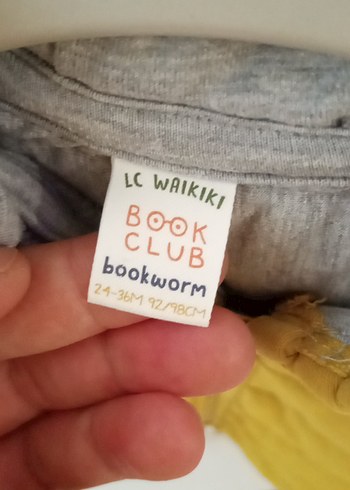 LC WAIKIKI
BOOK
CLUB
bookworm
24-36M 92/98CM